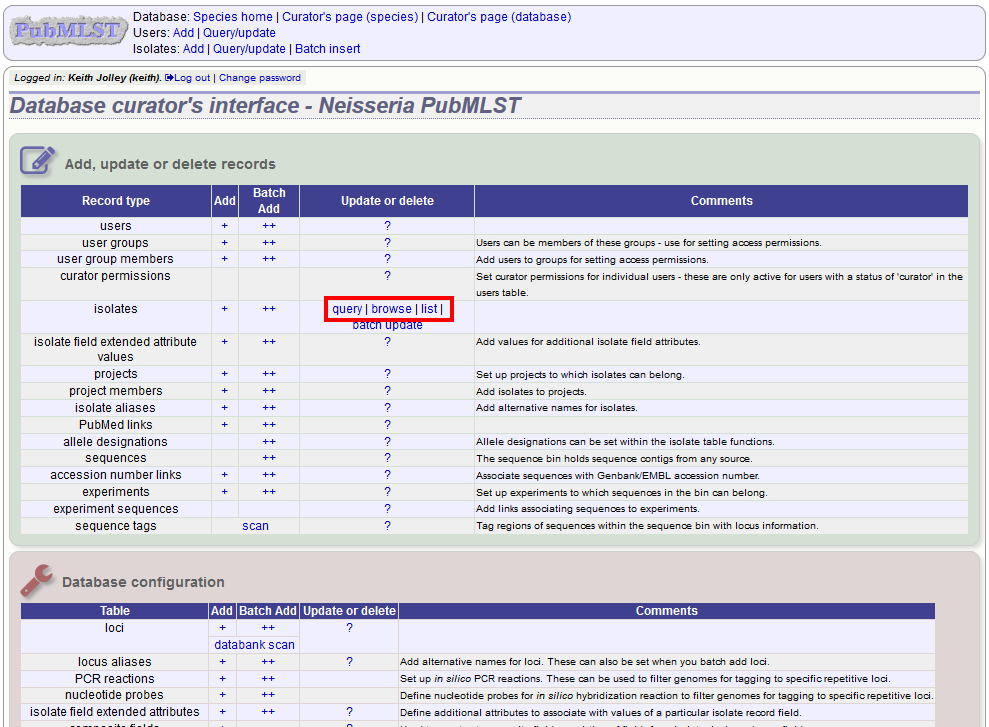 PubMLST
Database: Species home | Curator's page (species) | Curator's page (database)
Users: Add | Query/update
Isolates: Add | Query/update | Batch insert
Logged in: Keith Jolley (keith). Log out | Change password
Database curator's interface - Neisseria PubMLST
Add, update or delete records
Record type Add Batch Add Update or delete Comments
users + ++ ?
user groups + ++ ? Users can be members of these groups - use for setting access permissions.
user group members + ++ ? Add users to groups for setting access permissions.
curator permissions ? Set curator permissions for individual users - these are only active for users with a status of 'curator' in the
users table.
isolates + ++ query | browse | list |
batch update
isolate field extended attribute + ++ ? Add values for additional isolate field attributes.
values
projects + ++ ? Set up projects to which isolates can belong.
project members + ++ ? Add isolates to projects.
isolate aliases + ++ ? Add alternative names for isolates.
PubMed links + ++ ?
allele designations ++ ? Allele designations can be set within the isolate table functions.
sequences ++ ? The sequence bin holds sequence contigs from any source.
accession number links + ++ ? Associate sequences with Genbank/EMBL accession number.
experiments + ++ ? Set up experiments to which sequences in the bin can belong.
experiment sequences ? Add links associating sequences to experiments.
sequence tags scan ? Tag regions of sequences within the sequence bin with locus information.
Database configuration
Table Add Batch Add Update or delete Comments
loci + ++ ?
databank scan
locus aliases + ++ ? Add alternative names for loci. These can also be set when you batch add loci.
PCR reactions + ++ Set up in silico PCR reactions. These can be used to filter genomes for tagging to specific repetitive loci.
nucleotide probes + ++ Define nucleotide probes for in silico hybridization reaction to filter genomes for tagging to specific repetitive loci.
isolate field extended attributes + ++ ? Define additional attributes to associate with values of a particular isolate record field.